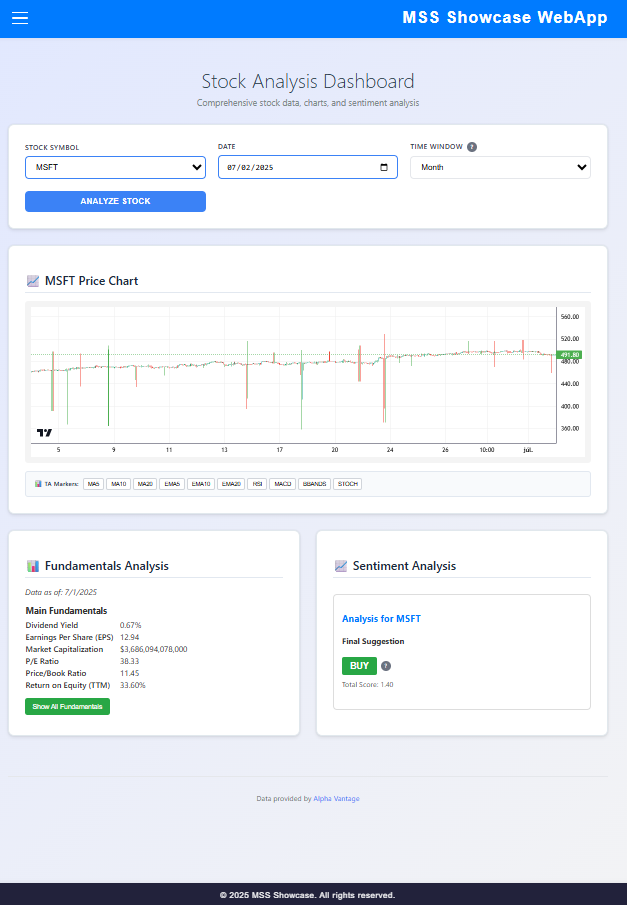 MSS Showcase WebApp
Stock Analysis Dashboard
Comprehensive stock data, charts, and sentiment analysis
STOCK SYMBOL
DATE
TIME WINDOW ?
MSFT
07/02/2025
Month
ANALYZE STOCK
MSFT Price Chart
560.00
520.00
491.80
480.00
440.00
400.00
360.00
5 9 11 13 17 20 24 26 10:00 júl.
TA Markers: MA5 MA10 MA20 EMA5 EMA10 EMA20 RSI MACD BBANDS STOCH
Fundamentals Analysis
Data as of: 7/1/2025
Main Fundamentals
Dividend Yield 0.67%
Earnings Per Share (EPS) 12.94
Market Capitalization $3,686,094,078,000
P/E Ratio 38.33
Price/Book Ratio 11.45
Return on Equity (TTM) 33.60%
Show All Fundamentals
Sentiment Analysis
Analysis for MSFT
Final Suggestion
BUY ?
Total Score: 1.40
Data provided by Alpha Vantage
© 2025 MSS Showcase. All rights reserved.